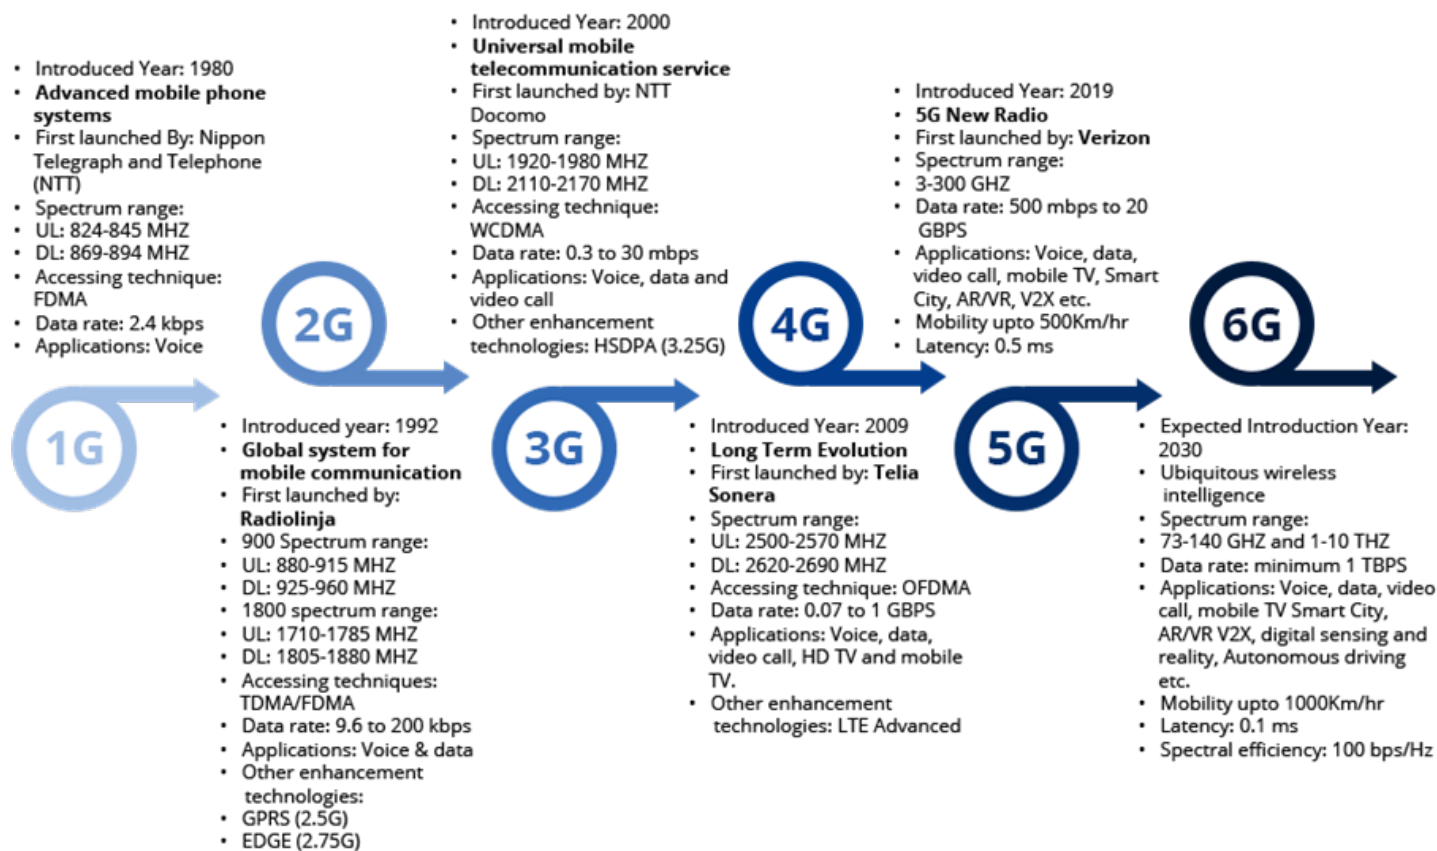 • Introduced Year: 1980
• Advanced mobile phone
systems
• First launched By: Nippon
Telegraph and Telephone
(NTT)
• Spectrum range:
• UL: 824-845 MHZ
• DL: 869-894 MHZ
• Accessing technique:
FDMA
• Data rate: 2.4 kbps
• Applications: Voice
1G
2G
• Introduced year: 1992
• Global system for
mobile communication
• First launched by:
Radiolinja
• 900 Spectrum range:
• UL: 880-915 MHZ
• DL: 925-960 MHZ
• 1800 spectrum range:
• UL: 1710-1785 MHZ
• DL: 1805-1880 MHZ
• Accessing techniques:
TDMA/FDMA
• Data rate: 9.6 to 200 kbps
• Applications: Voice & data
• Other enhancement
technologies:
• GPRS (2.5G)
• EDGE (2.75G)
• Introduced Year: 2000
• Universal mobile
telecommunication service
• First launched by: NTT
Docomo
• Spectrum range:
• UL: 1920-1980 MHZ
• DL: 2110-2170 MHZ
• Accessing technique:
WCDMA
• Data rate: 0.3 to 30 mbps
• Applications: Voice, data and
video call
• Other enhancement
technologies: HSDPA (3.25G)
3G
4G
• Introduced Year: 2009
• Long Term Evolution
• First launched by: Telia
Sonera
• Spectrum range:
• UL: 2500-2570 MHZ
• DL: 2620-2690 MHZ
• Accessing technique: OFDMA
• Data rate: 0.07 to 1 GBPS
• Applications: Voice, data,
video call, HD TV and mobile
TV.
• Other enhancement
technologies: LTE Advanced
• Introduced Year: 2019
• 5G New Radio
• First launched by: Verizon
• Spectrum range:
• 3-300 GHZ
• Data rate: 500 mbps to 20
GBPS
• Applications: Voice, data,
video call, mobile TV, Smart
City, AR/VR, V2X etc.
• Mobility upto 500Km/hr
• Latency: 0.5 ms
5G
6G
• Expected Introduction Year:
2030
• Ubiquitous wireless
intelligence
• Spectrum range:
• 73-140 GHZ and 1-10 THZ
• Data rate: minimum 1 TBPS
• Applications: Voice, data, video
call, mobile TV Smart City,
AR/VR V2X, digital sensing and
reality, Autonomous driving
etc.
• Mobility upto 1000Km/hr
• Latency: 0.1 ms
• Spectral efficiency: 100 bps/Hz